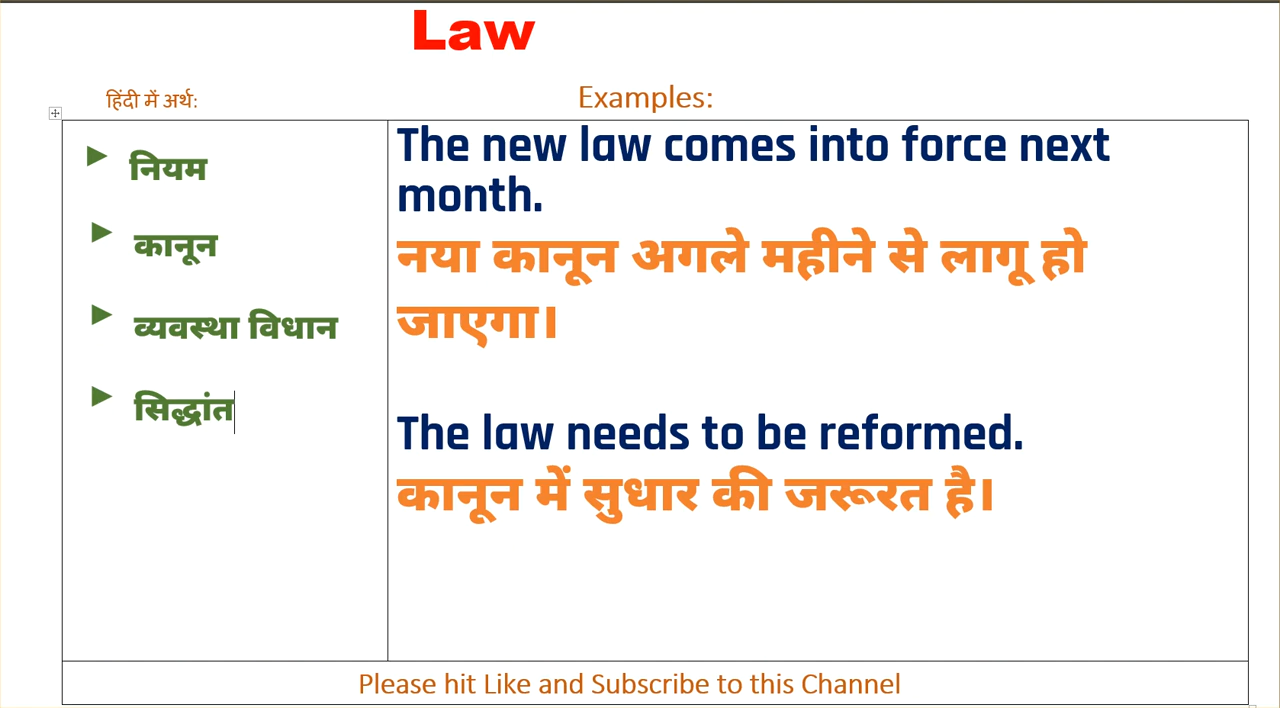 Law
हिंदी में अर्थ:
Examples:
नियम
कानून
व्यवस्था विधान
सिद्धांत
The new law comes into force next
month.
नया कानून अगले महीने से लागू हो
जाएगा।
The law needs to be reformed.
कानून में सुधार की जरूरत है।
Please hit Like and Subscribe to this Channel